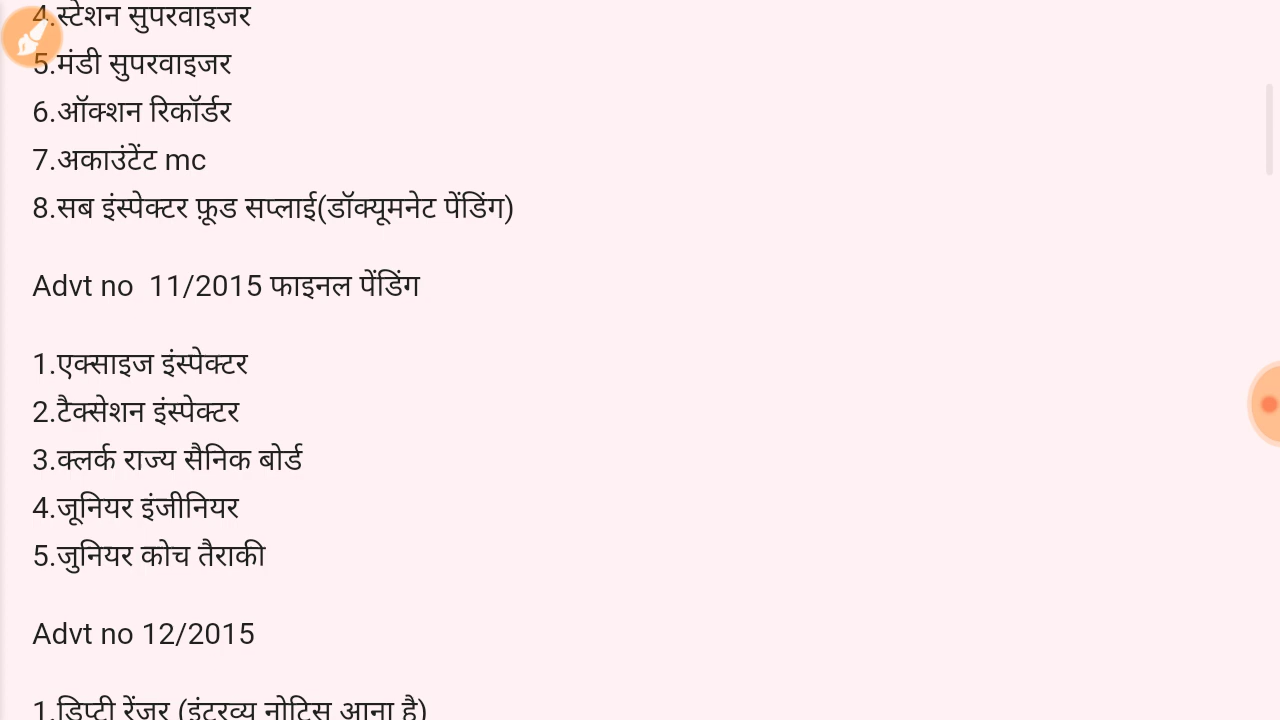 4.स्टेशन सुपरवाइजर
5.मंडी सुपरवाइजर
6.ऑक्शन रिकॉर्डर
7.अकाउंटेंट mc
8.सब इंस्पेक्टर फ़ूड सप्लाई(डॉक्यूमनेट पेंडिंग)
Advt no  11/2015 फाइनल पेंडिंग
1.एक्साइज इंस्पेक्टर
2.टैक्सेशन इंस्पेक्टर
3.क्लर्क राज्य सैनिक बोर्ड
4.जूनियर इंजीनियर
5.जुनियर कोच तैराकी
Advt no 12/2015
1.डिप्टी रेंजर (इंटरव्यू नोटिस आना है)